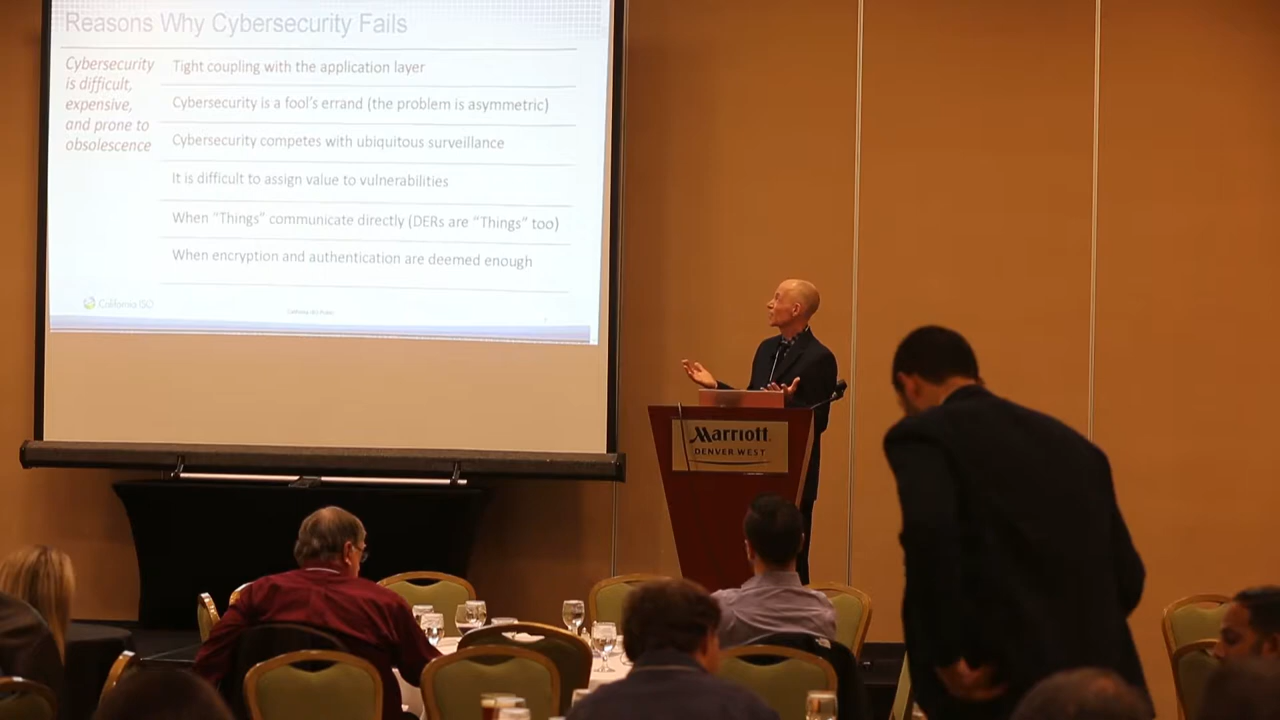 Reasons Why Cybersecurity Fails
Cybersecurity
is difficult,
expensive,
and prone to
obsolescence
Tight coupling with the application layer
Cybersecurity is a fool's errand (the problem is asymmetric)
Cybersecurity competes with ubiquitous surveillance
It is difficult to assign value to vulnerabilities
When "Things" communicate directly (DERs are "Things" too)
When encryption and authentication are deemed enough
California ISO
California ISO Public
Marriott
DENVER WEST